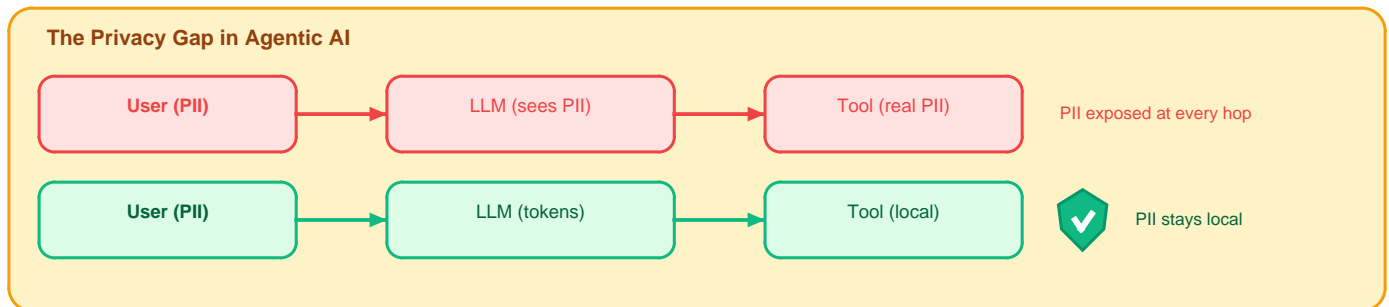 The Privacy Gap in Agentic AI
User (PII)
LLM (sees PII)
Tool (real PII)
PII exposed at every hop
User (PII)
LLM (tokens)
Tool (local)
PII stays local